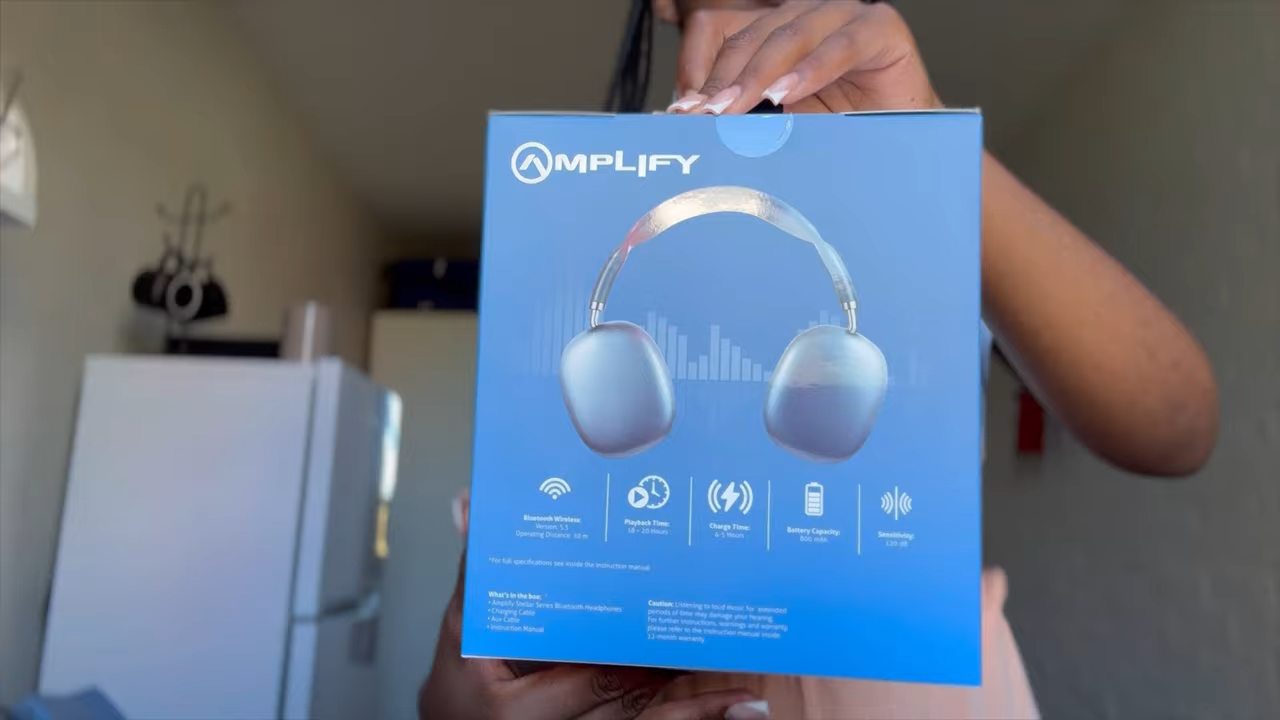 AMPLIFY
Bluetooth Wireless:
Version: 5.3
Operating Distance: 10 m
Playback Time:
18 – 20 Hours
Charge Time:
4-5 Hours
Battery Capacity:
800 mAh
Sensitivity:
120 dB
*For full specifications see inside the instruction manual
What's in the box:
• Amplify Stellar Series Bluetooth Headphones
• Charging Cable
• Aux Cable
• Instruction Manual
Caution: Listening to loud music for extended
periods of time may damage your hearing.
For further instructions, warnings and warranty,
please refer to the instruction manual inside
12-month warranty.